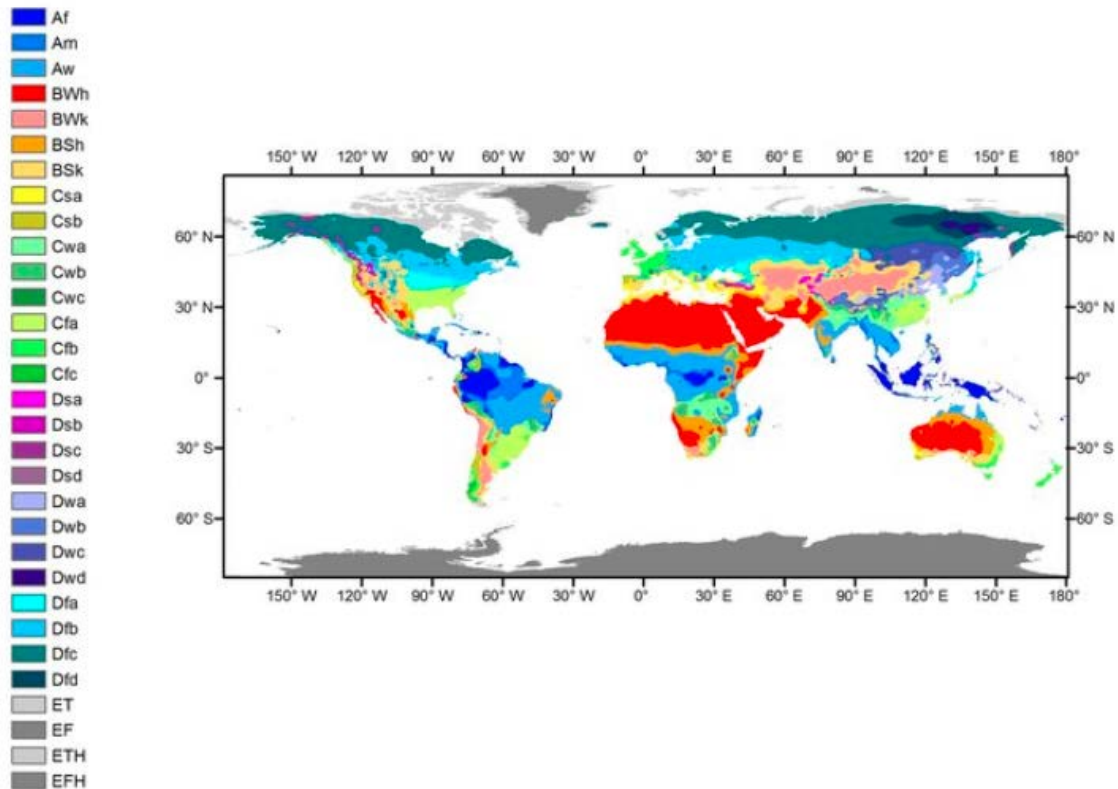 Af
Am
Aw
BWh
BWk
BSh
BSk
Csa
Csb
Cwa
Cwb
Cwc
Cfa
Cfb
Cfc
Dsa
Dsb
Dsc
Dsd
Dwa
Dwb
Dwc
Dwd
Dfa
Dfb
Dfc
Dfd
ET
EF
ETH
EFH
150° W 120° W 90° W 60° W 30° W 0° 30° E 60° E 90° E 120° E 150° E 180°
60° N 60° N
30° N 30° N
0° 0°
30° S 30° S
60° S 60° S
150° W 120° W 90° W 60° W 30° W 0° 30° E 60° E 90° E 120° E 150° E 180°